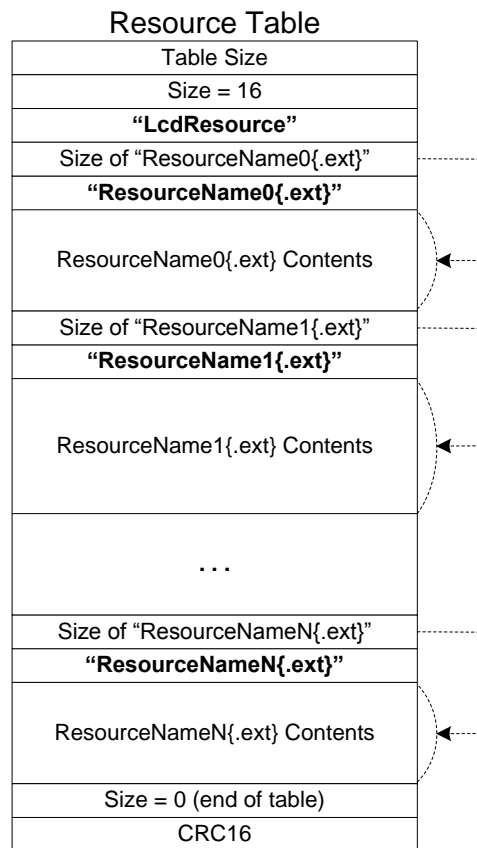 Resource Table
Table Size
Size = 16
“LcdResource”
Size of “ResourceName0{.ext}”
“ResourceName0{.ext}”
ResourceName0{.ext} Contents
Size of “ResourceName1{.ext}”
“ResourceName1{.ext}”
ResourceName1{.ext} Contents
. . .
Size of “ResourceNameN{.ext}”
“ResourceNameN{.ext}”
ResourceNameN{.ext} Contents
Size = 0 (end of table)
CRC16